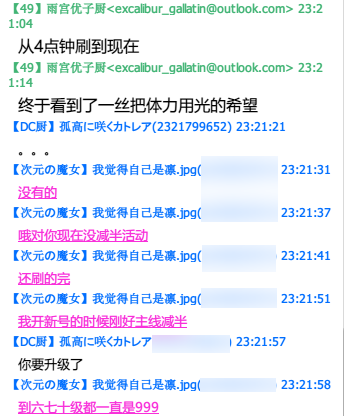 【49】雨宫优子厨<excalibur_gallatin@outlook.com> 23:2
1:04
从4点钟刷到现在
【49】雨宫优子厨<excalibur_gallatin@outlook.com> 23:2
1:14
终于看到了一丝把体力用光的希望
【DC厨】孤高に咲くカトレア(2321799652) 23:21:21
。。。
【次元の魔女】我觉得自己是凛.jpg( 23:21:31
没有的
【次元の魔女】我觉得自己是凛.jpg( 23:21:37
哦对你现在没减半活动
【次元の魔女】我觉得自己是凛.jpg( ) 23:21:41
还刷的完
【次元の魔女】我觉得自己是凛.jpg( 23:21:51
我开新号的时候刚好主线减半
【DC厨】孤高に咲くカトレア ) 23:21:57
你要升级了
【次元の魔女】我觉得自己是凛.jpg( ) 23:21:58
到六七十级都一直是999